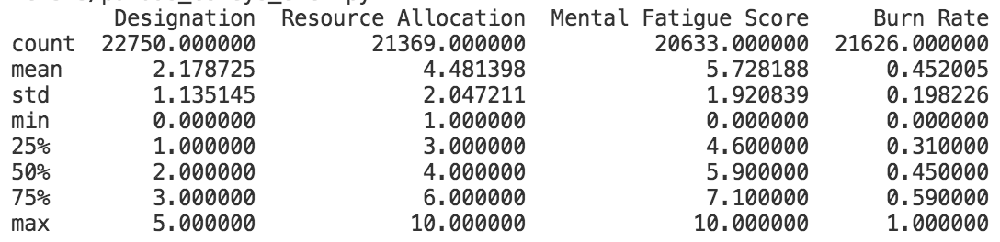 Designation  Resource Allocation  Mental Fatigue Score     Burn Rate
count  22750.000000         21369.000000          20633.000000  21626.000000
mean       2.178725             4.481398              5.728188      0.452005
std        1.135145             2.047211              1.920839      0.198226
min        0.000000             1.000000              0.000000      0.000000
25%        1.000000             3.000000              4.600000      0.310000
50%        2.000000             4.000000              5.900000      0.450000
75%        3.000000             6.000000              7.100000      0.590000
max        5.000000            10.000000             10.000000      1.000000